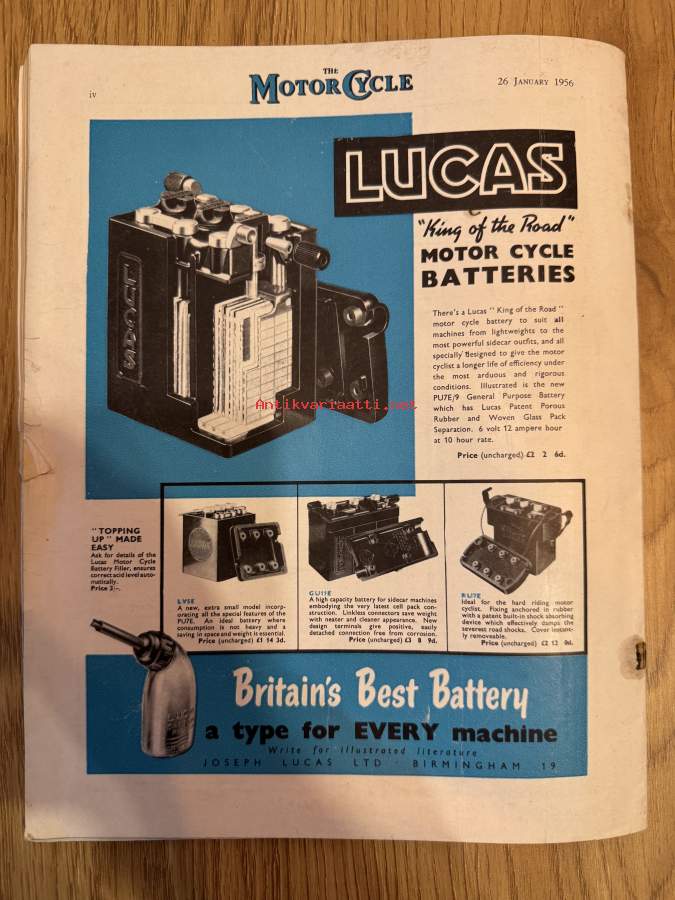 iv
THE
MOTOR CYCLE
26 JANUARY 1956
LUCAS
"King of the Road"
MOTOR CYCLE
BATTERIES
There's a Lucas "King of the Road"
motor cycle battery to suit all
machines from lightweights to the
most powerful sidecar outfits, and all
specially designed to give the motor
cyclist a longer life of efficiency under
the most arduous and rigorous
conditions. Illustrated is the new
PU7E/9 General Purpose Battery
which has Lucas Patent Porous
Rubber and Woven Glass Pack
Separation. 6 volt 12 ampere hour
at 10 hour rate.
Price (uncharged) £2 2 6d.
LUCAS
Antikvariaatti.net
"TOPPING
UP" MADE
EASY
Ask for details of the
Lucas Motor Cycle
Battery Filler, ensures
correct acid level auto-
matically.
Price 5/-.
LV5E
A new, extra small model incorp-
orating all the special features of the
PU7E. An ideal battery where
consumption is not heavy and a
saving in space and weight is essential.
Price (uncharged) £1 14 3d.
GU11E
A high capacity battery for sidecar machines
embodying the very latest cell pack con-
struction. Linkless connectors save weight
with neater and cleaner appearance. New
design terminals give positive, easily
detached connection free from corrosion.
Price (uncharged) £3 8 9d.
RU7E
Ideal for the hard riding motor
cyclist. Fixing anchored in rubber
with a patent built-in shock absorbing
device which effectively damps the
severest road shocks. Cover instant-
ly removeable.
Price (uncharged) £2 12 0d.
LUCAS
Britain's Best Battery
a type for EVERY machine
Write for illustrated literature
JOSEPH LUCAS LTD · BIRMINGHAM 19